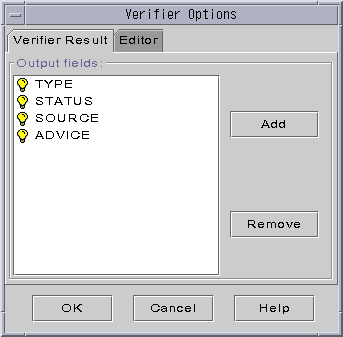 Verifier Options
Verifier Result Editor
Output fields:
TYPE
STATUS
SOURCE
ADVICE
Add
Remove
OK Cancel Help